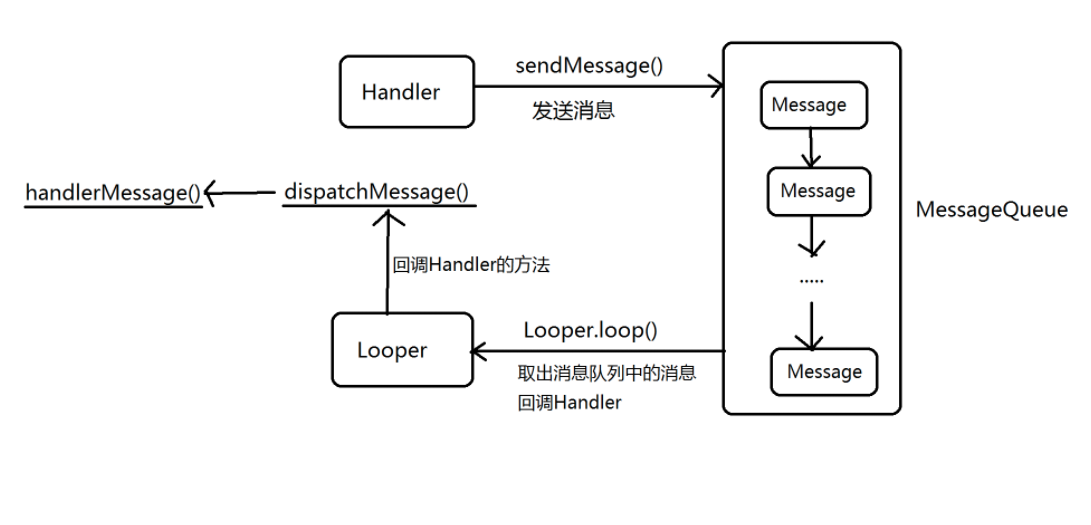 sendMessage()
Handler
发送消息
Message
Message
handlerMessage()
dispatchMessage()
MessageQueue
回调Handler的方法
.....
Looper.loop()
Looper
取出消息队列中的消息
回调Handler
Message